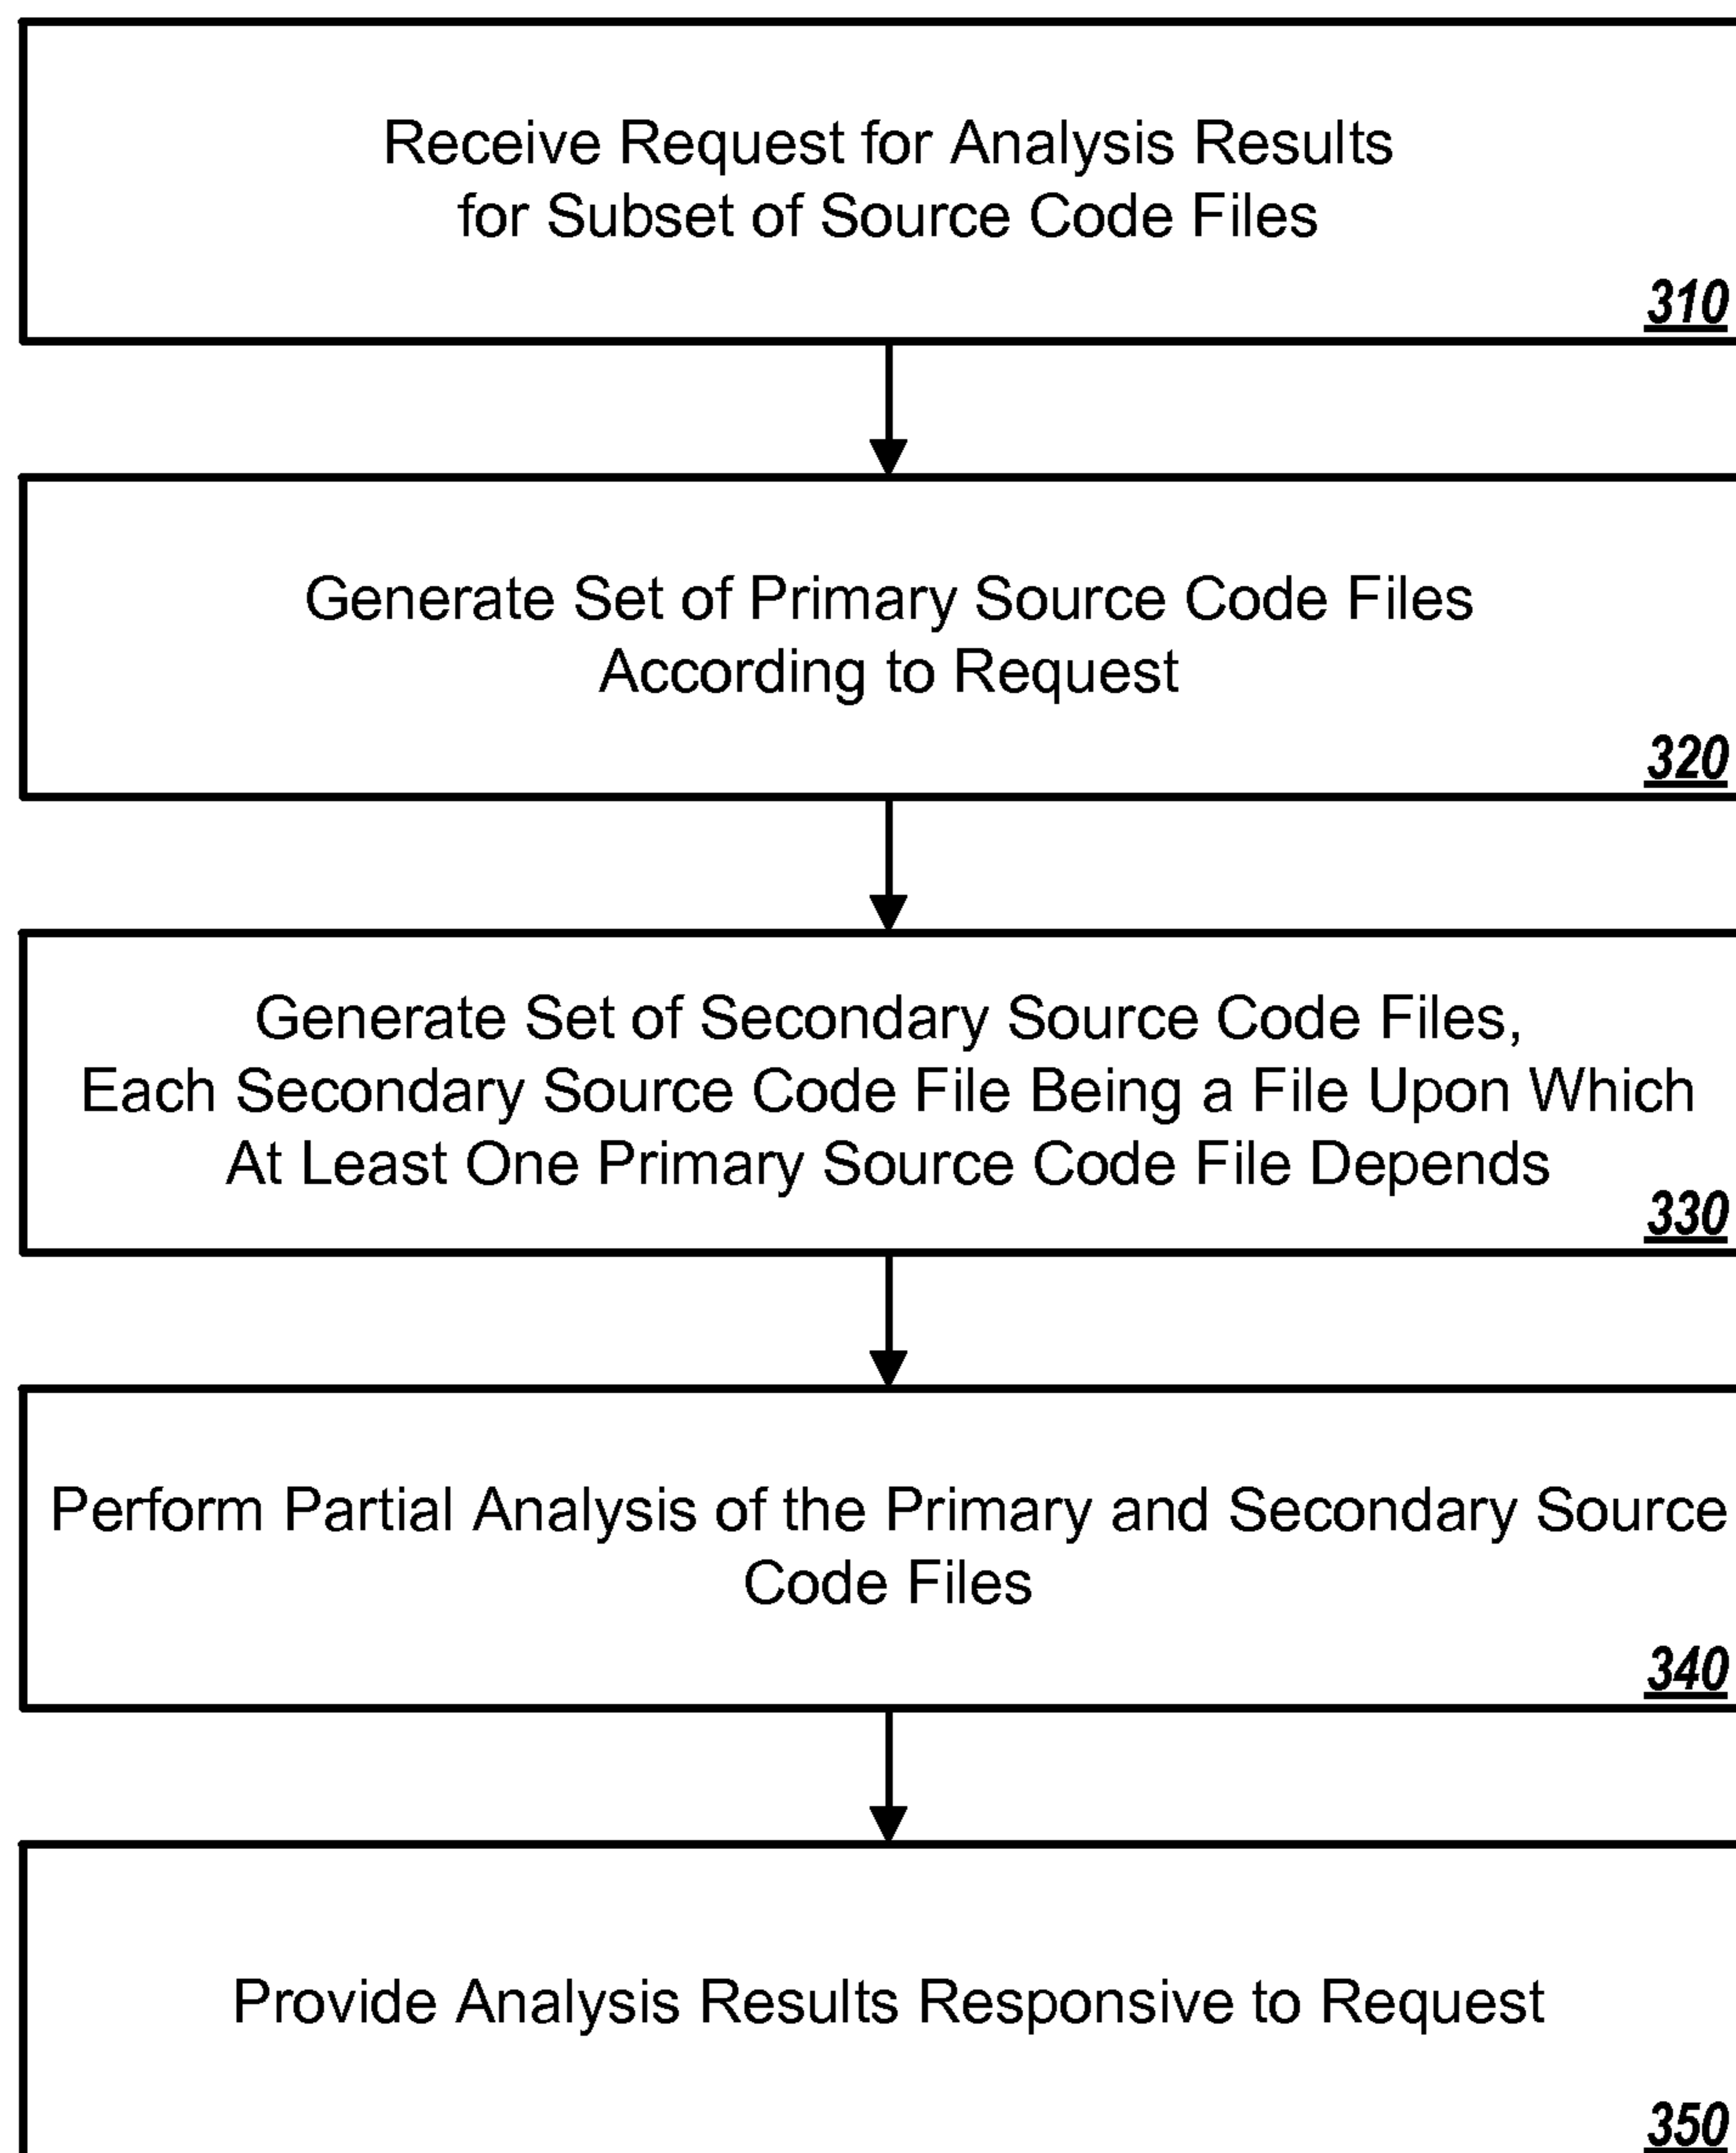 Receive Request for Analysis Results
for Subset of Source Code Files
310
Generate Set of Primary Source Code Files
According to Request
320
Generate Set of Secondary Source Code Files,
Each Secondary Source Code File Being a File Upon Which
At Least One Primary Source Code File Depends
330
Perform Partial Analysis of the Primary and Secondary Source
Code Files
340
Provide Analysis Results Responsive to Request
350